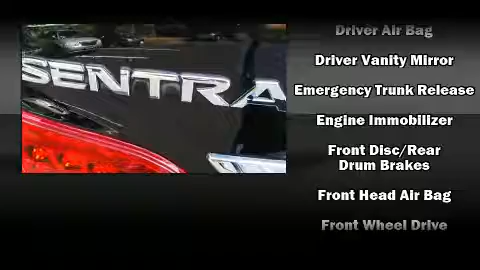 SENTRA
Driver Air Bag
Driver Vanity Mirror
Emergency Trunk Release
Engine Immobilizer
Front Disc/Rear
Drum Brakes
Front Head Air Bag
Front Wheel Drive